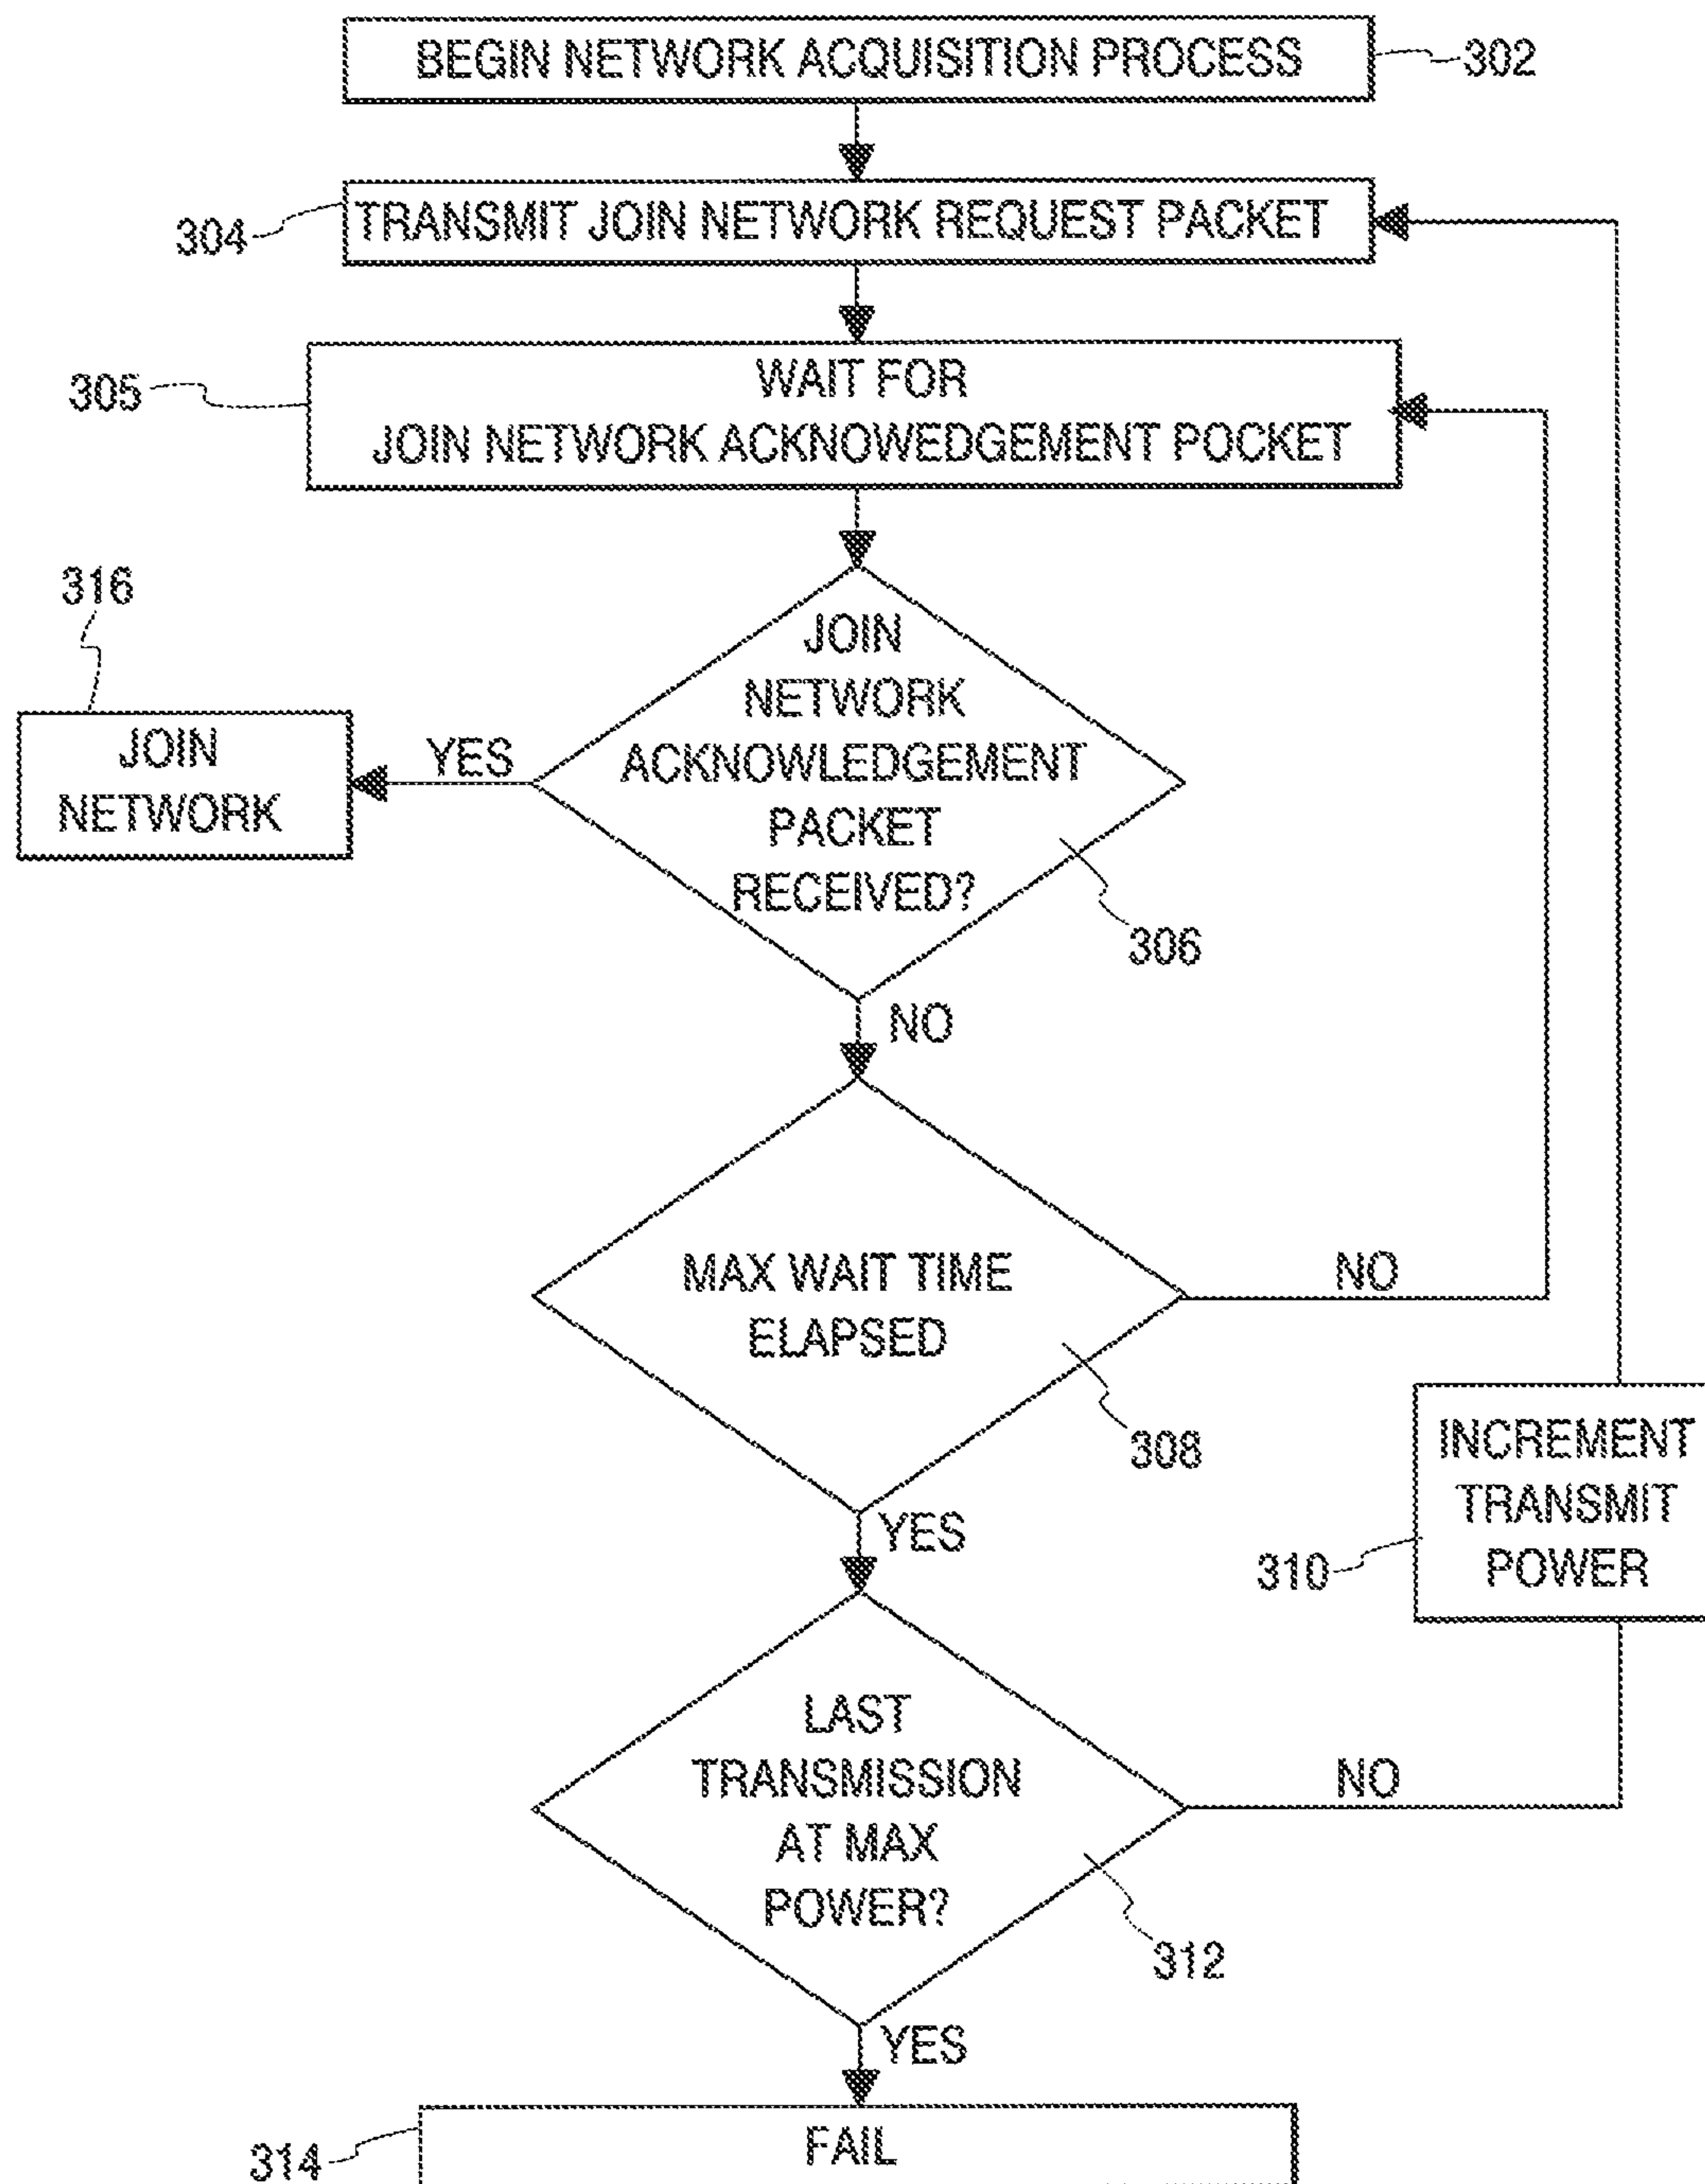 BEGIN NETWORK ACQUISITION PROCESS
302
TRANSMIT JOIN NETWORK REQUEST PACKET
304
WAIT FOR
JOIN NETWORK ACKNOWEDGEMENT POCKET
305
JOIN
NETWORK
ACKNOWLEDGEMENT
PACKET
RECEIVED?
306
YES
316
JOIN
NETWORK
NO
MAX WAIT TIME
ELAPSED
308
NO
YES
INCREMENT
TRANSMIT
POWER
310
LAST
TRANSMISSION
AT MAX
POWER?
312
NO
YES
FAIL
314